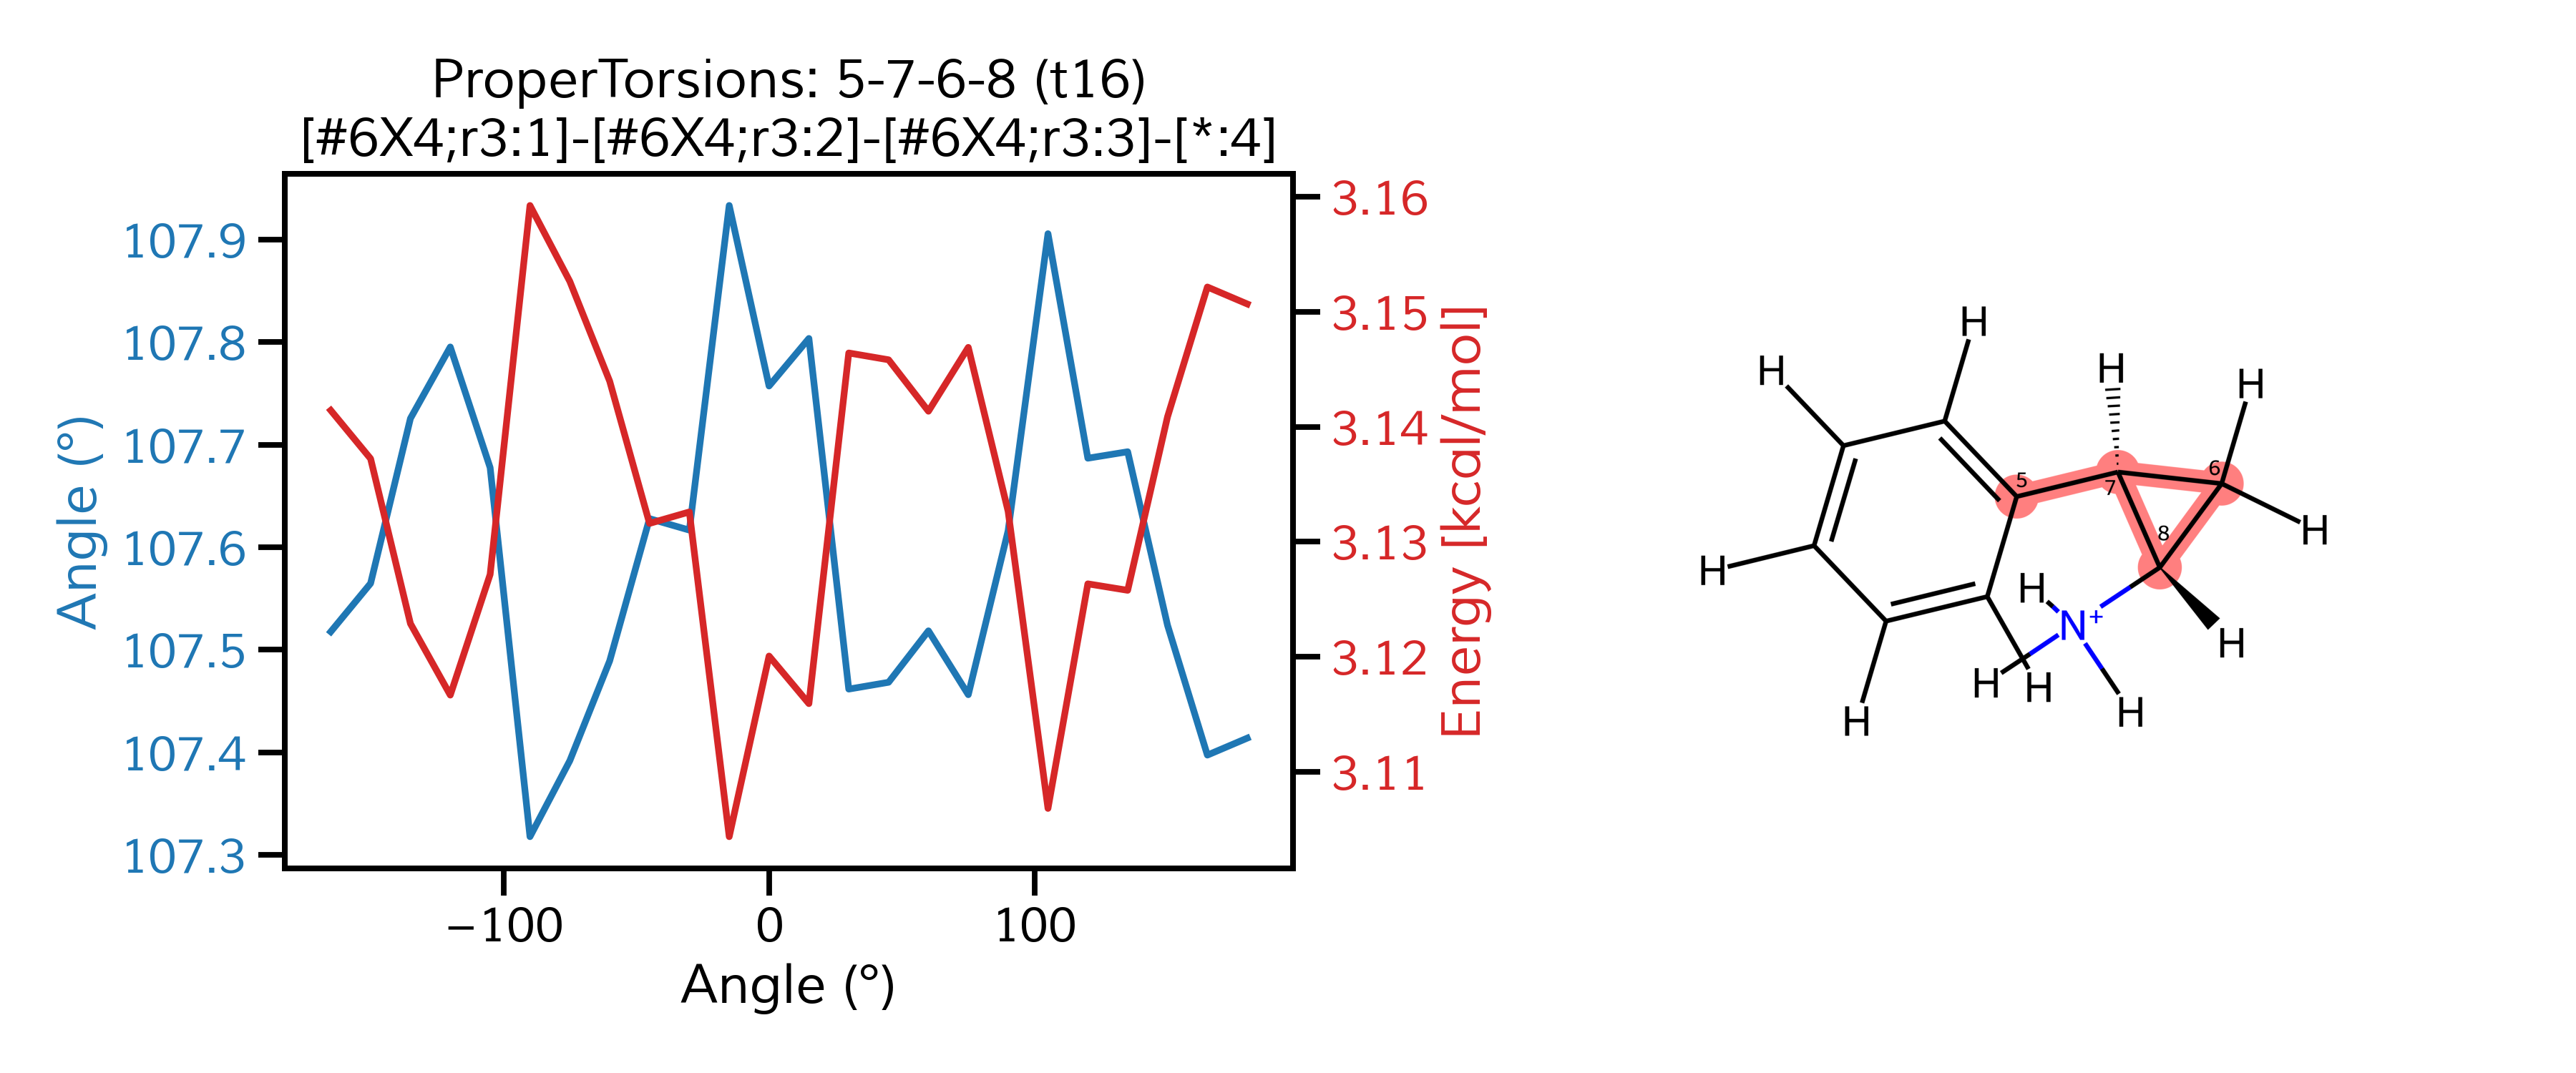 ProperTorsions: 5-7-6-8 (t16)
[#6X4;r3:1]-[#6X4;r3:2]-[#6X4;r3:3]-[*:4]
107.9
107.8
107.7
107.6
107.5
107.4
107.3
Angle (°)
−100 0 100
Angle (°)
3.16
3.15
3.14
3.13
3.12
3.11
Energy [kcal/mol]
H
H
H
H
5
7
6
8
H
H
H
N+
H
H
H
H
H